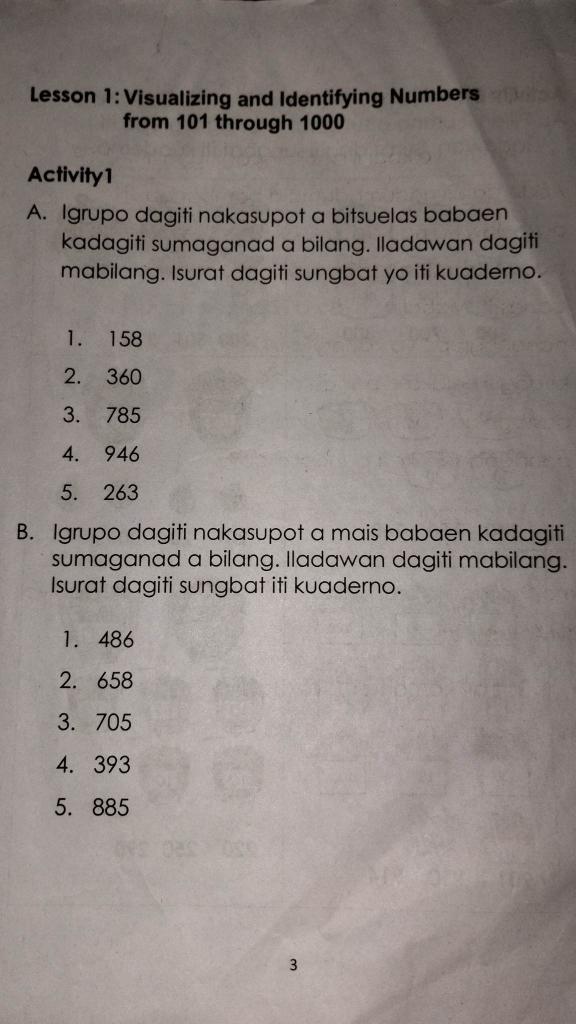 Lesson 1: Visualizing and Identifying Numbers
from 101 through 1000
Activity1
A. Igrupo dagiti nakasupot a bitsuelas babaen
kadagiti sumaganad a bilang. Iladawan dagiti
mabilang. Isurat dagiti sungbat yo iti kuaderno.
1. 158
2. 360
3. 785
4. 946
5. 263
B. Igrupo dagiti nakasupot a mais babaen kadagiti
sumaganad a bilang. Iladawan dagiti mabilang.
Isurat dagiti sungbat iti kuaderno.
1. 486
2. 658
3. 705
4. 393
5. 885
3